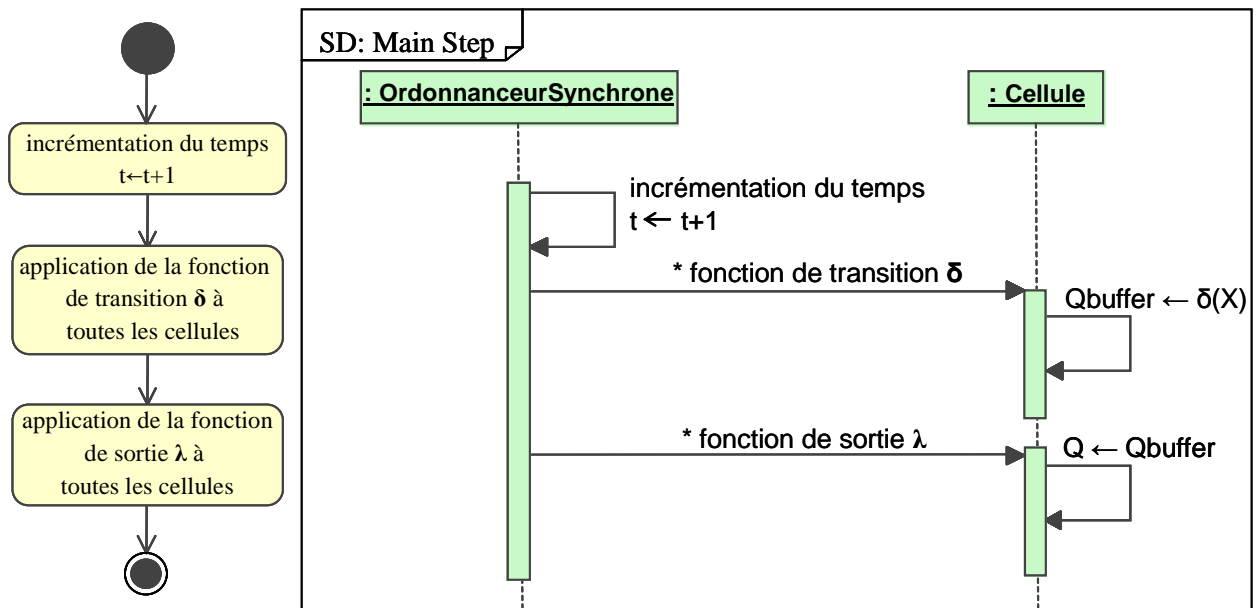 incrémentation du temps
t←t+1
application de la fonction
de transition δ à
toutes les cellules
application de la fonction
de sortie λ à
toutes les cellules
SD: Main Step
: OrdonnanceurSynchrone
: Cellule
incrémentation du temps
t ← t+1
* fonction de transition δ
Qbuffer ← δ(X)
* fonction de sortie λ
Q ← Qbuffer